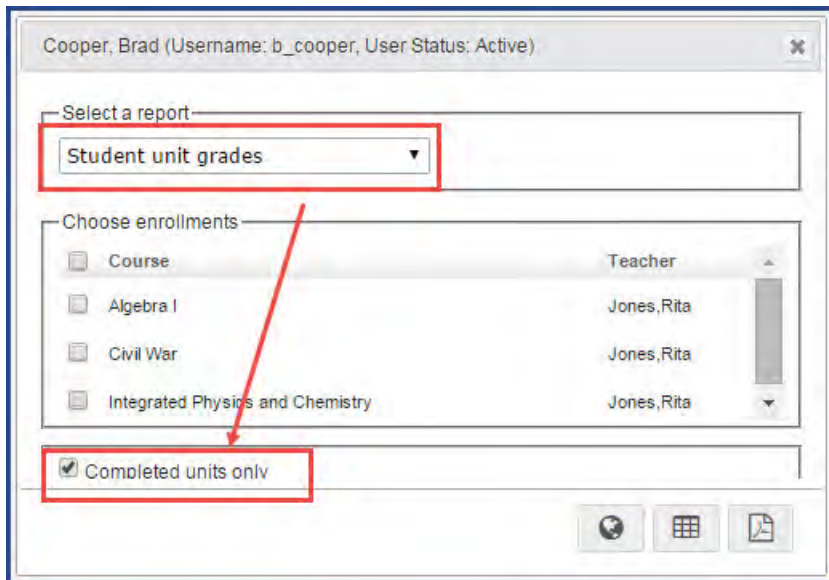 Cooper, Brad (Username: b_cooper, User Status: Active)
Select a report
Student unit grades
Choose enrollments
Course Teacher
Algebra I Jones,Rita
Civil War Jones,Rita
Integrated Physics and Chemistry Jones,Rita
Completed units only